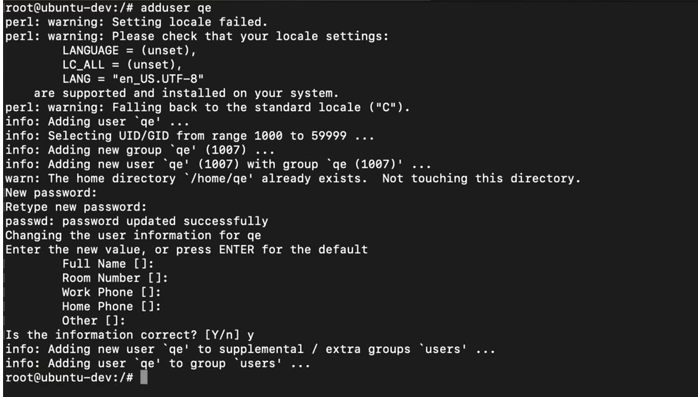 root@ubuntu-dev:/# adduser qe
perl: warning: Setting locale failed.
perl: warning: Please check that your locale settings:
        LANGUAGE = (unset),
        LC_ALL = (unset),
        LANG = "en_US.UTF-8"
    are supported and installed on your system.
perl: warning: Falling back to the standard locale ("C").
info: Adding user `qe' ...
info: Selecting UID/GID from range 1000 to 59999 ...
info: Adding new group `qe' (1007) ...
info: Adding new user `qe' (1007) with group `qe (1007)' ...
warn: The home directory `/home/qe' already exists.  Not touching this directory.
New password:
Retype new password:
passwd: password updated successfully
Changing the user information for qe
Enter the new value, or press ENTER for the default
        Full Name []:
        Room Number []:
        Work Phone []:
        Home Phone []:
        Other []:
Is the information correct? [Y/n] y
info: Adding new user `qe' to supplemental / extra groups `users' ...
info: Adding user `qe' to group `users' ...
root@ubuntu-dev:/#